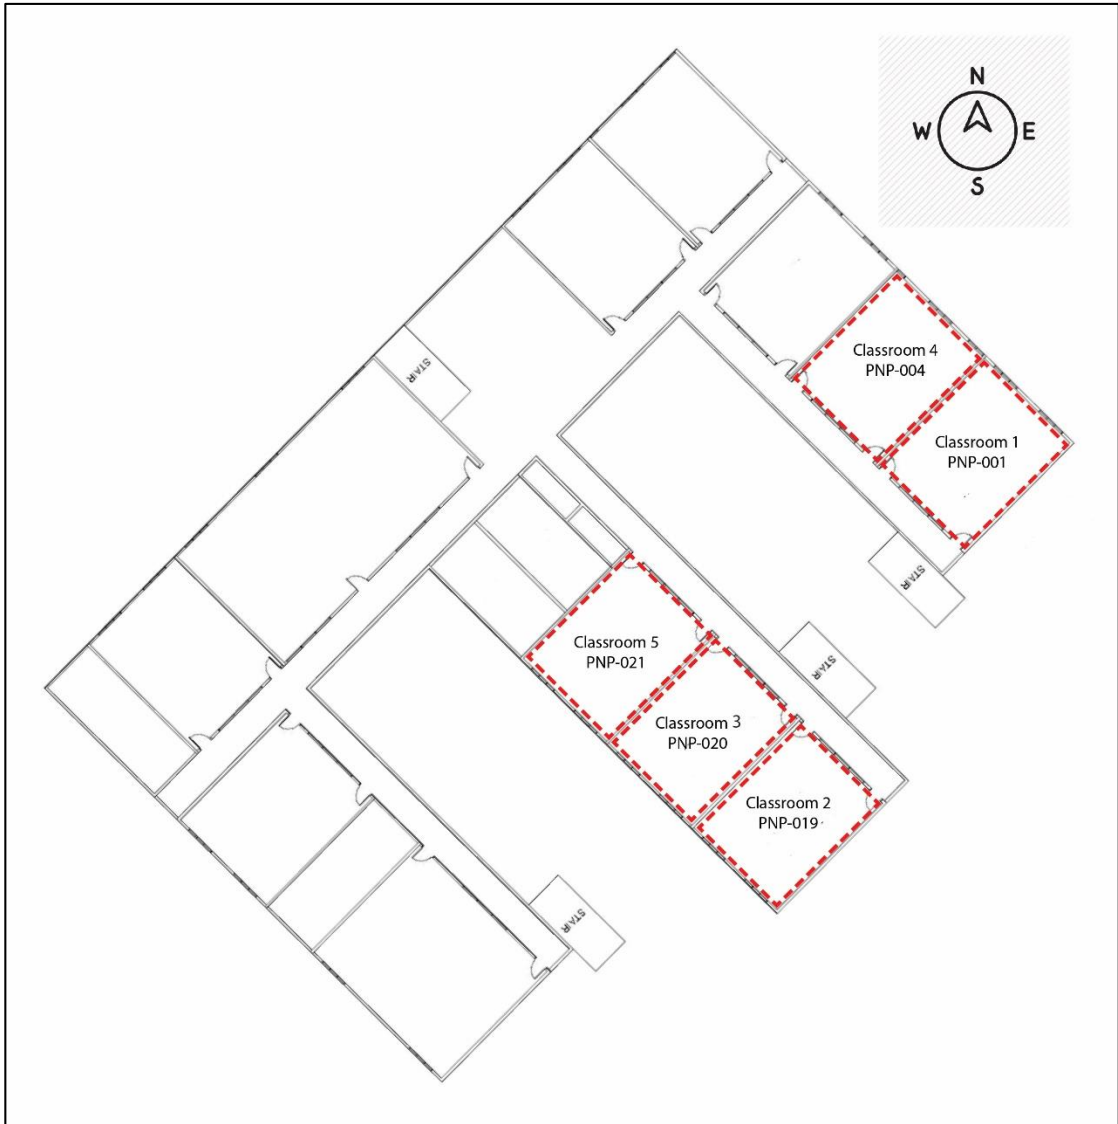 N
W
E
S
STAIR
Classroom 4
PNP-004
Classroom 1
PNP-001
STAIR
Classroom 5
PNP-021
STAIR
Classroom 3
PNP-020
Classroom 2
PNP-019
STAIR